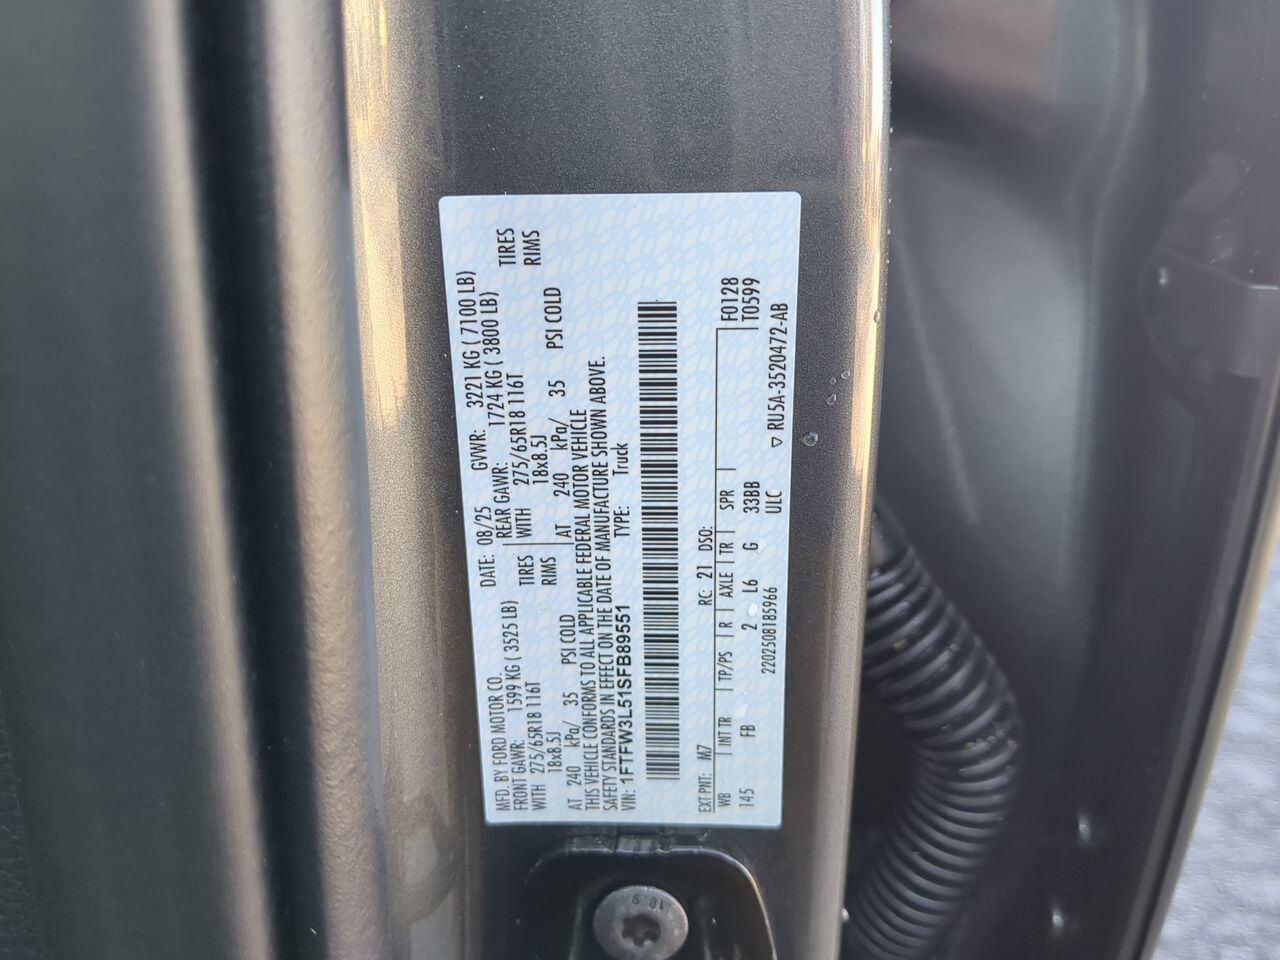 MFD. BY FORD MOTOR CO.
DATE: 08/25 GVWR: 3221 KG ( 7100 LB)
FRONT GAWR: 1599 KG ( 3525 LB)
REAR GAWR: 1724 KG ( 3800 LB)
WITH 275/65R18 116T TIRES
WITH 275/65R18 116T TIRES
18x8.5J RIMS
18x8.5J RIMS
AT 240 kPa/ 35 PSI COLD
AT 240 kPa/ 35 PSI COLD
THIS VEHICLE CONFORMS TO ALL APPLICABLE FEDERAL MOTOR VEHICLE
SAFETY STANDARDS IN EFFECT ON THE DATE OF MANUFACTURE SHOWN ABOVE.
VIN: 1FTFW3L51SFB89551 TYPE: Truck
EXT PNT: M7 RC: 21 DSO: F0128
WB INT TR TP/PS R AXLE TR SPR T0599
145 FB 2 L6 G 33BB
2202508185966 ULC ▽ RU5A-3520472-AB
10.9